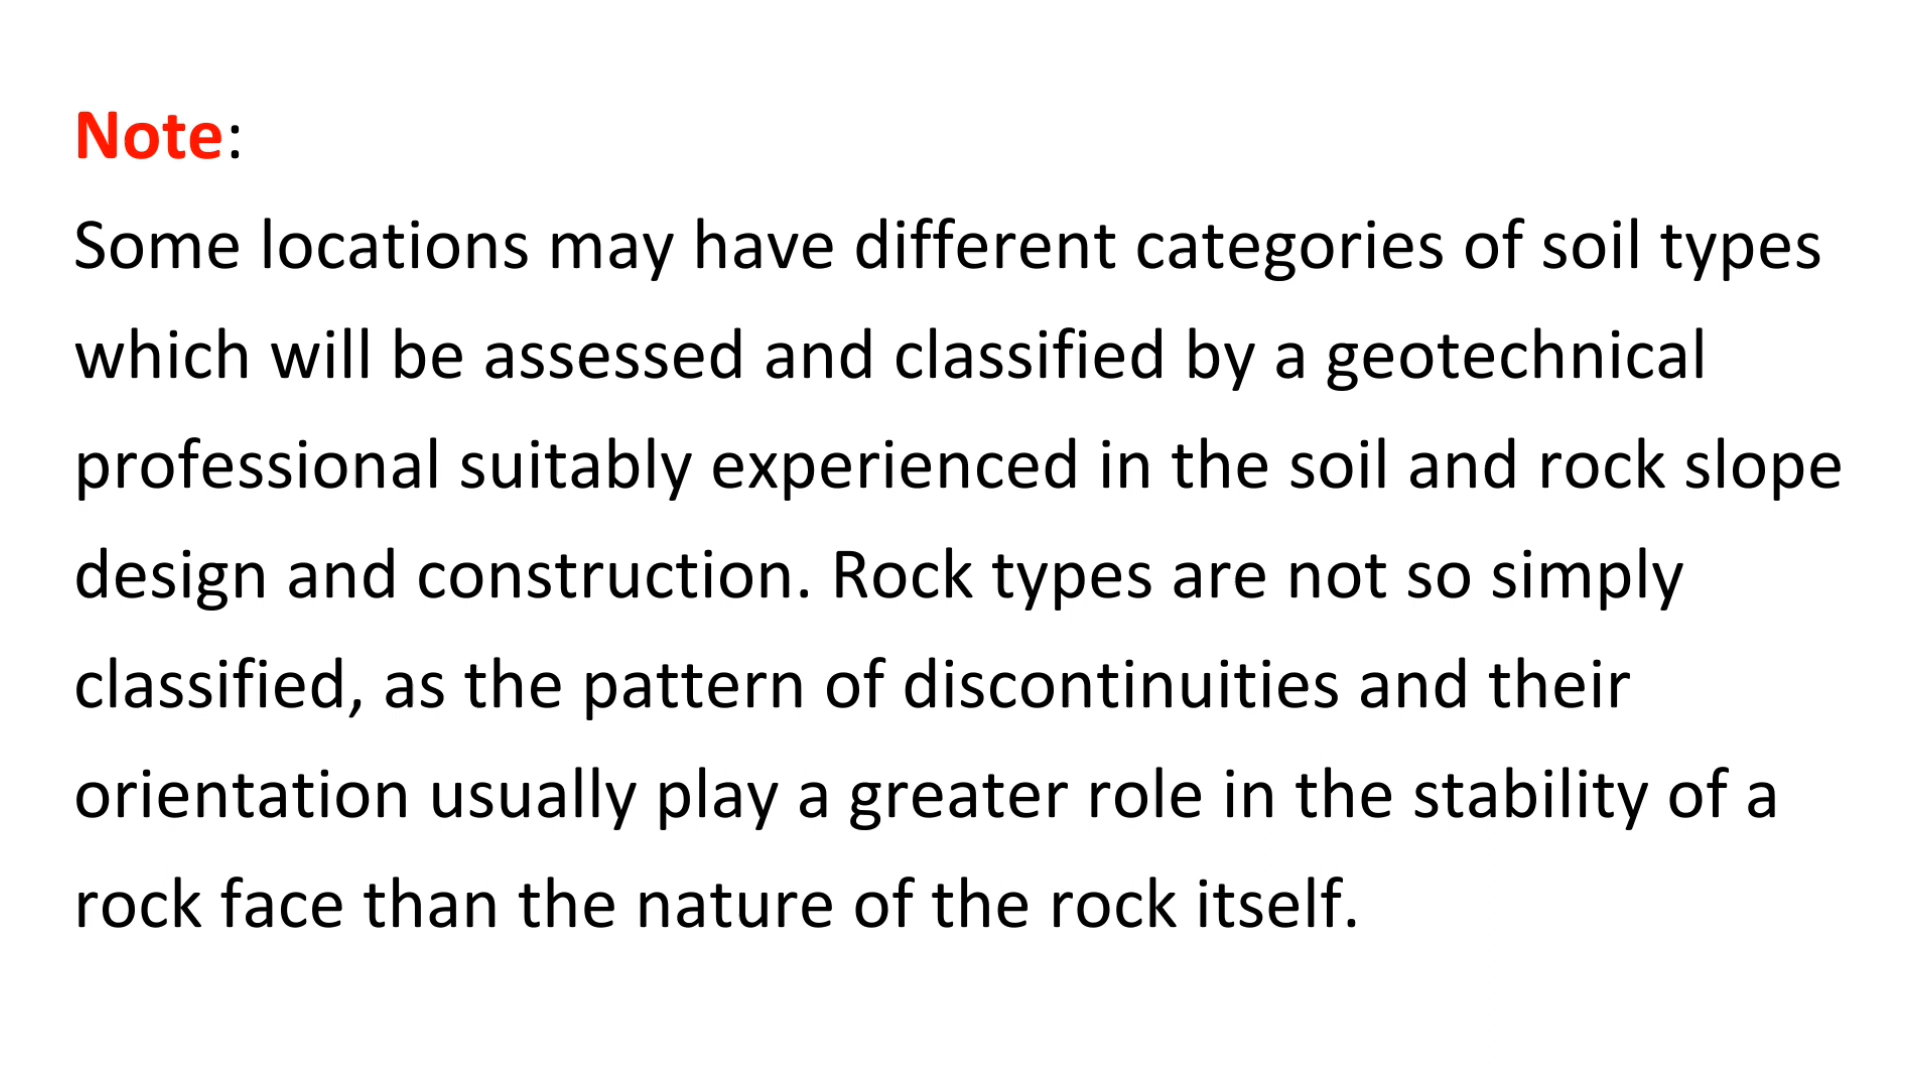 Note:
Some locations may have different categories of soil types
which will be assessed and classified by a geotechnical
professional suitably experienced in the soil and rock slope
design and construction. Rock types are not so simply
classified, as the pattern of discontinuities and their
orientation usually play a greater role in the stability of a
rock face than the nature of the rock itself.